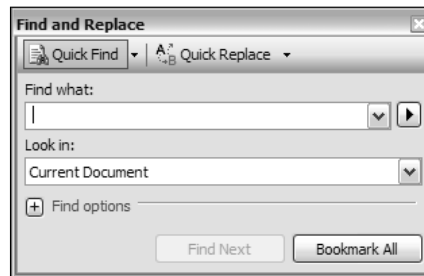 Find and Replace
Quick Find Quick Replace
Find what:
Look in:
Current Document
Find options
Find Next Bookmark All